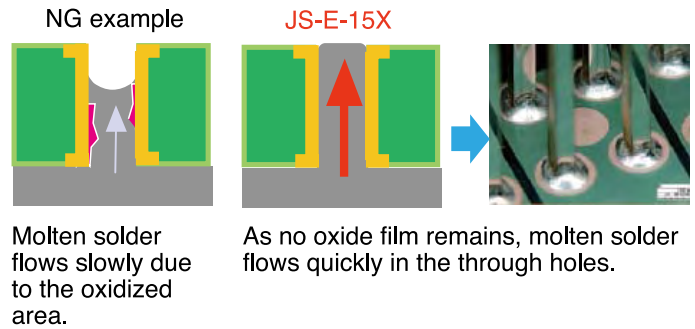 NG example
JS-E-15X
Molten solder
flows slowly due
to the oxidized
area.
As no oxide film remains, molten solder
flows quickly in the through holes.